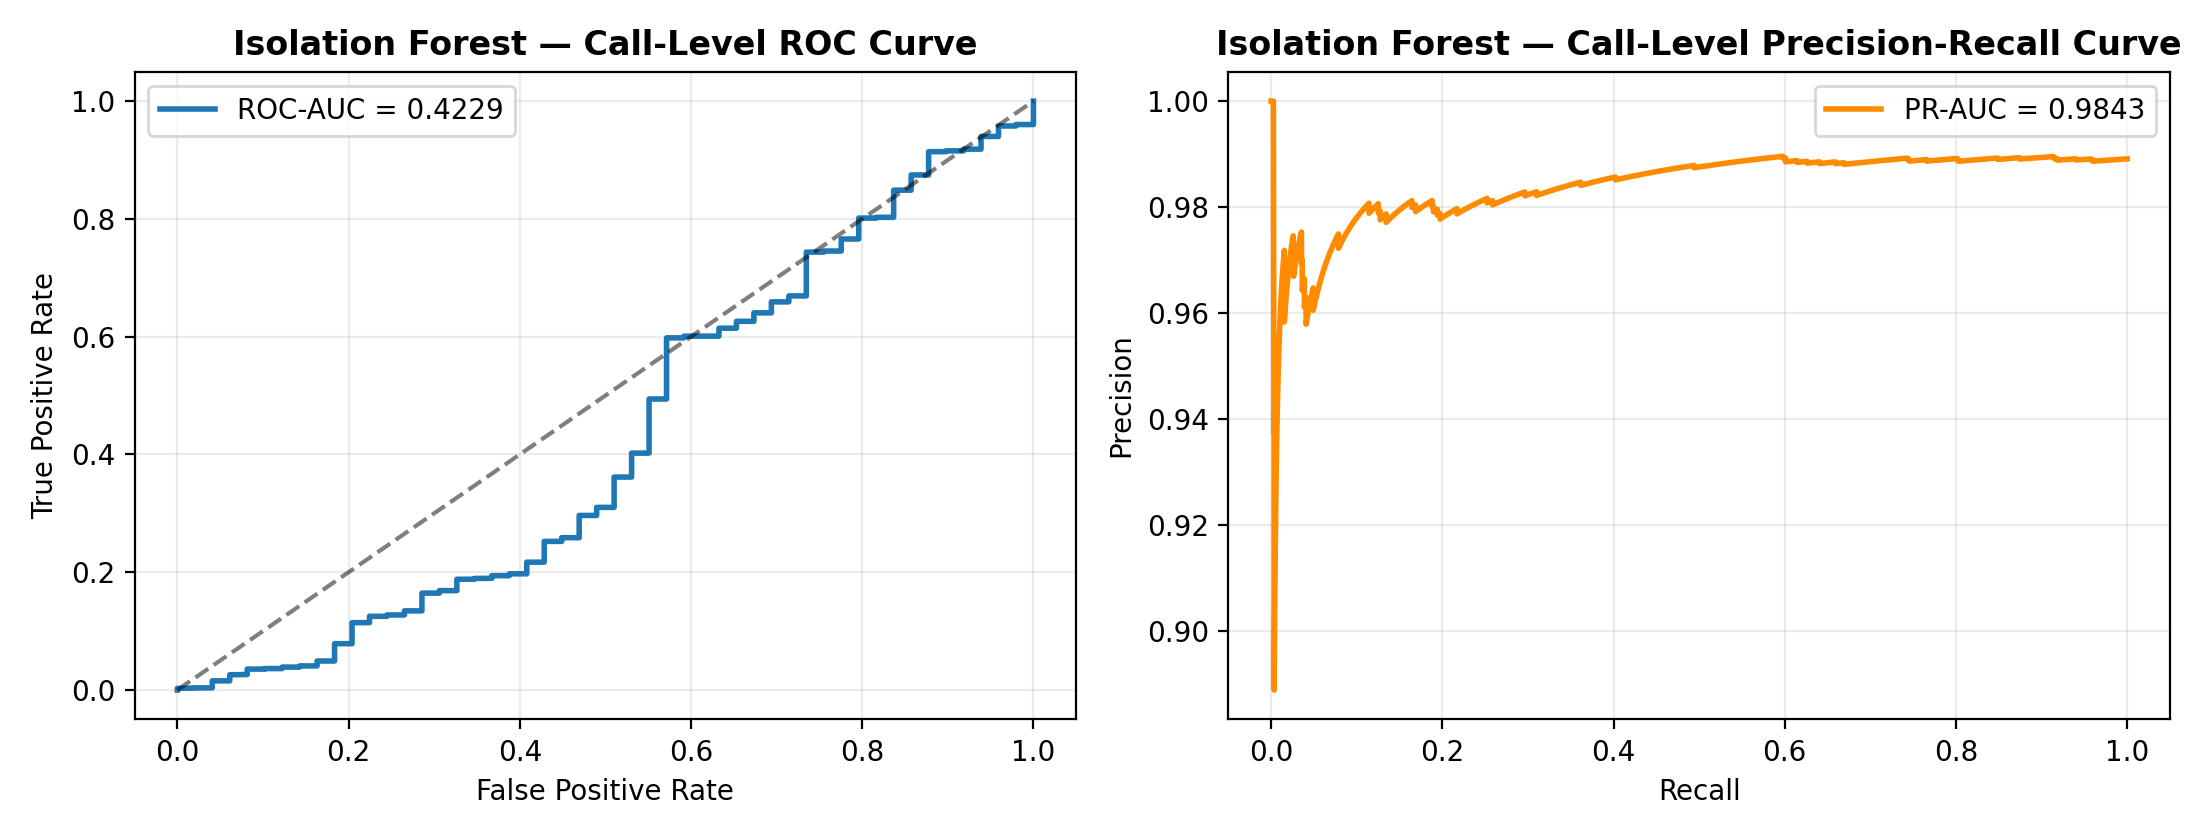 Isolation Forest — Call-Level ROC Curve
ROC-AUC = 0.4229
True Positive Rate
1.0
0.8
0.6
0.4
0.2
0.0
0.0 0.2 0.4 0.6 0.8 1.0
False Positive Rate
Isolation Forest — Call-Level Precision-Recall Curve
PR-AUC = 0.9843
Precision
1.00
0.98
0.96
0.94
0.92
0.90
0.0 0.2 0.4 0.6 0.8 1.0
Recall